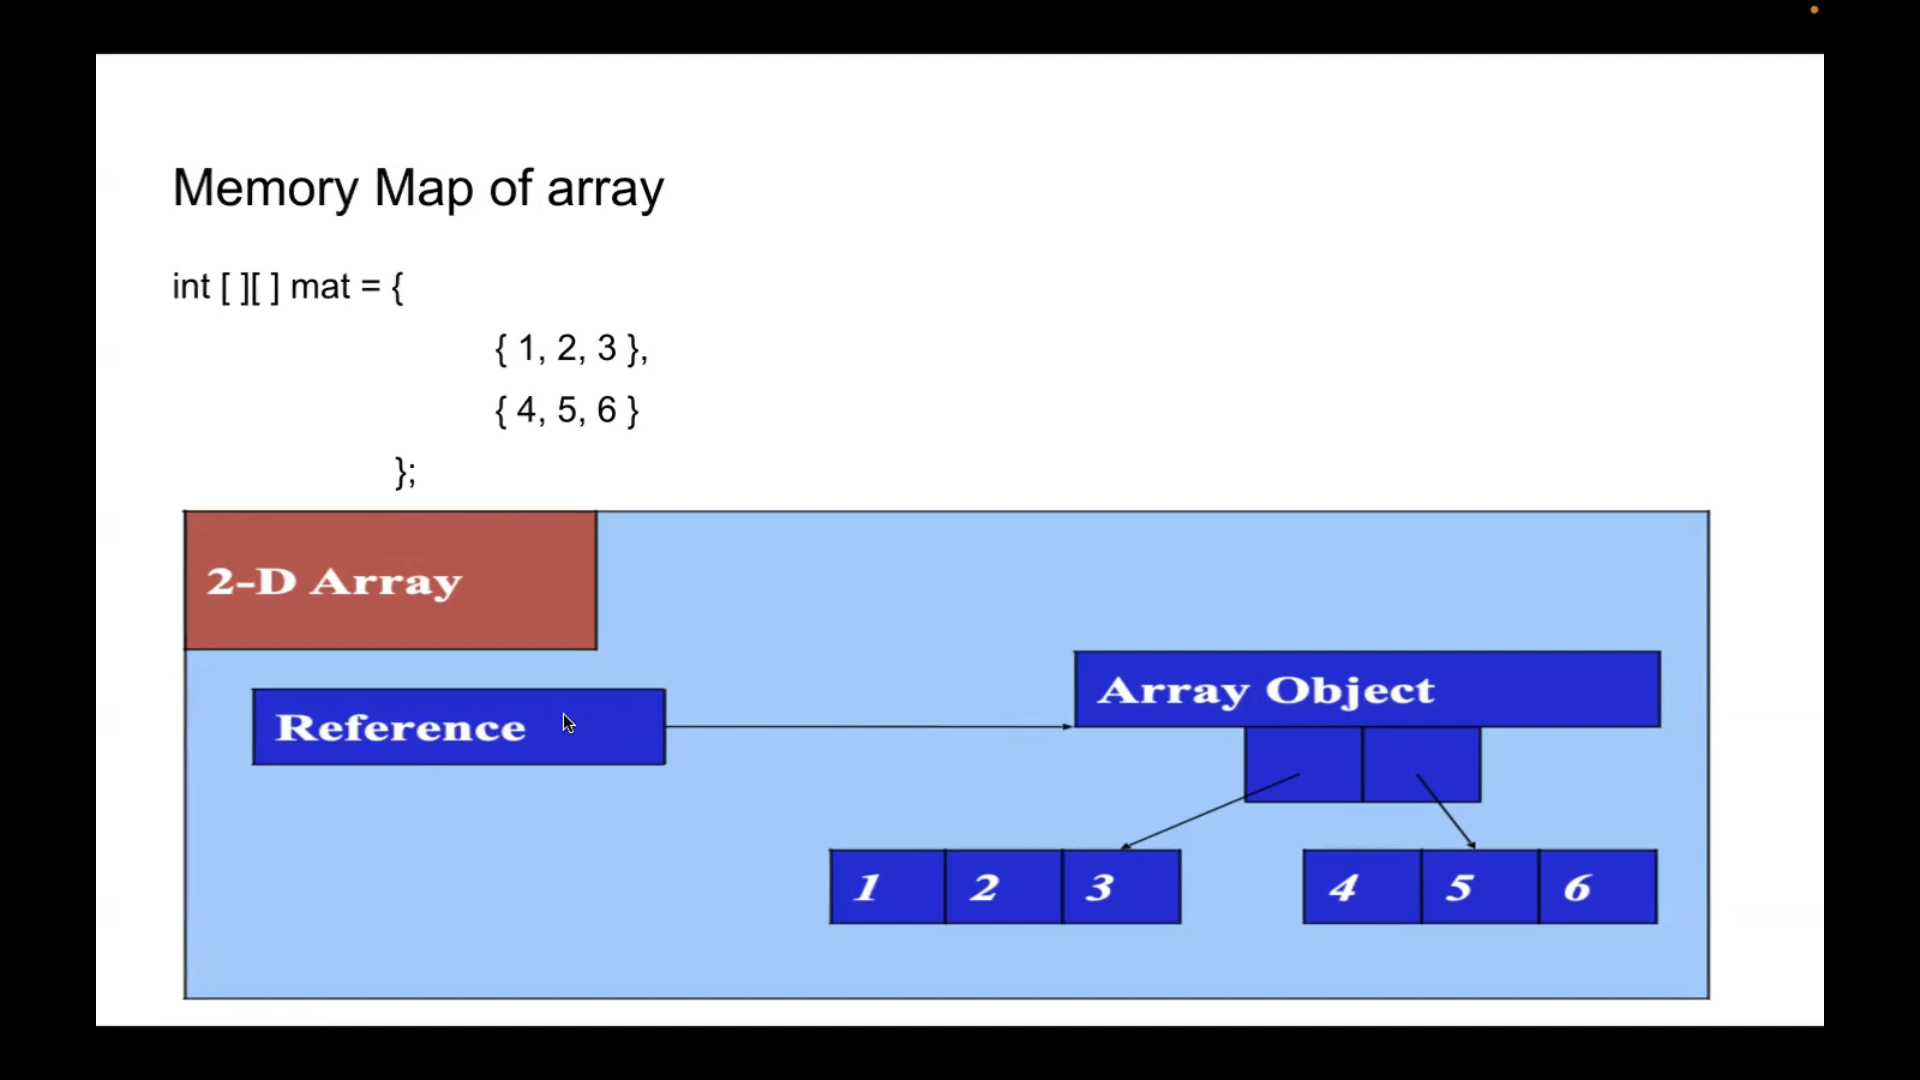 Memory Map of array
int [ ][ ] mat = {
{ 1, 2, 3 },
{ 4, 5, 6 }
};
2-D Array
Reference
Array Object
1 2 3
4 5 6